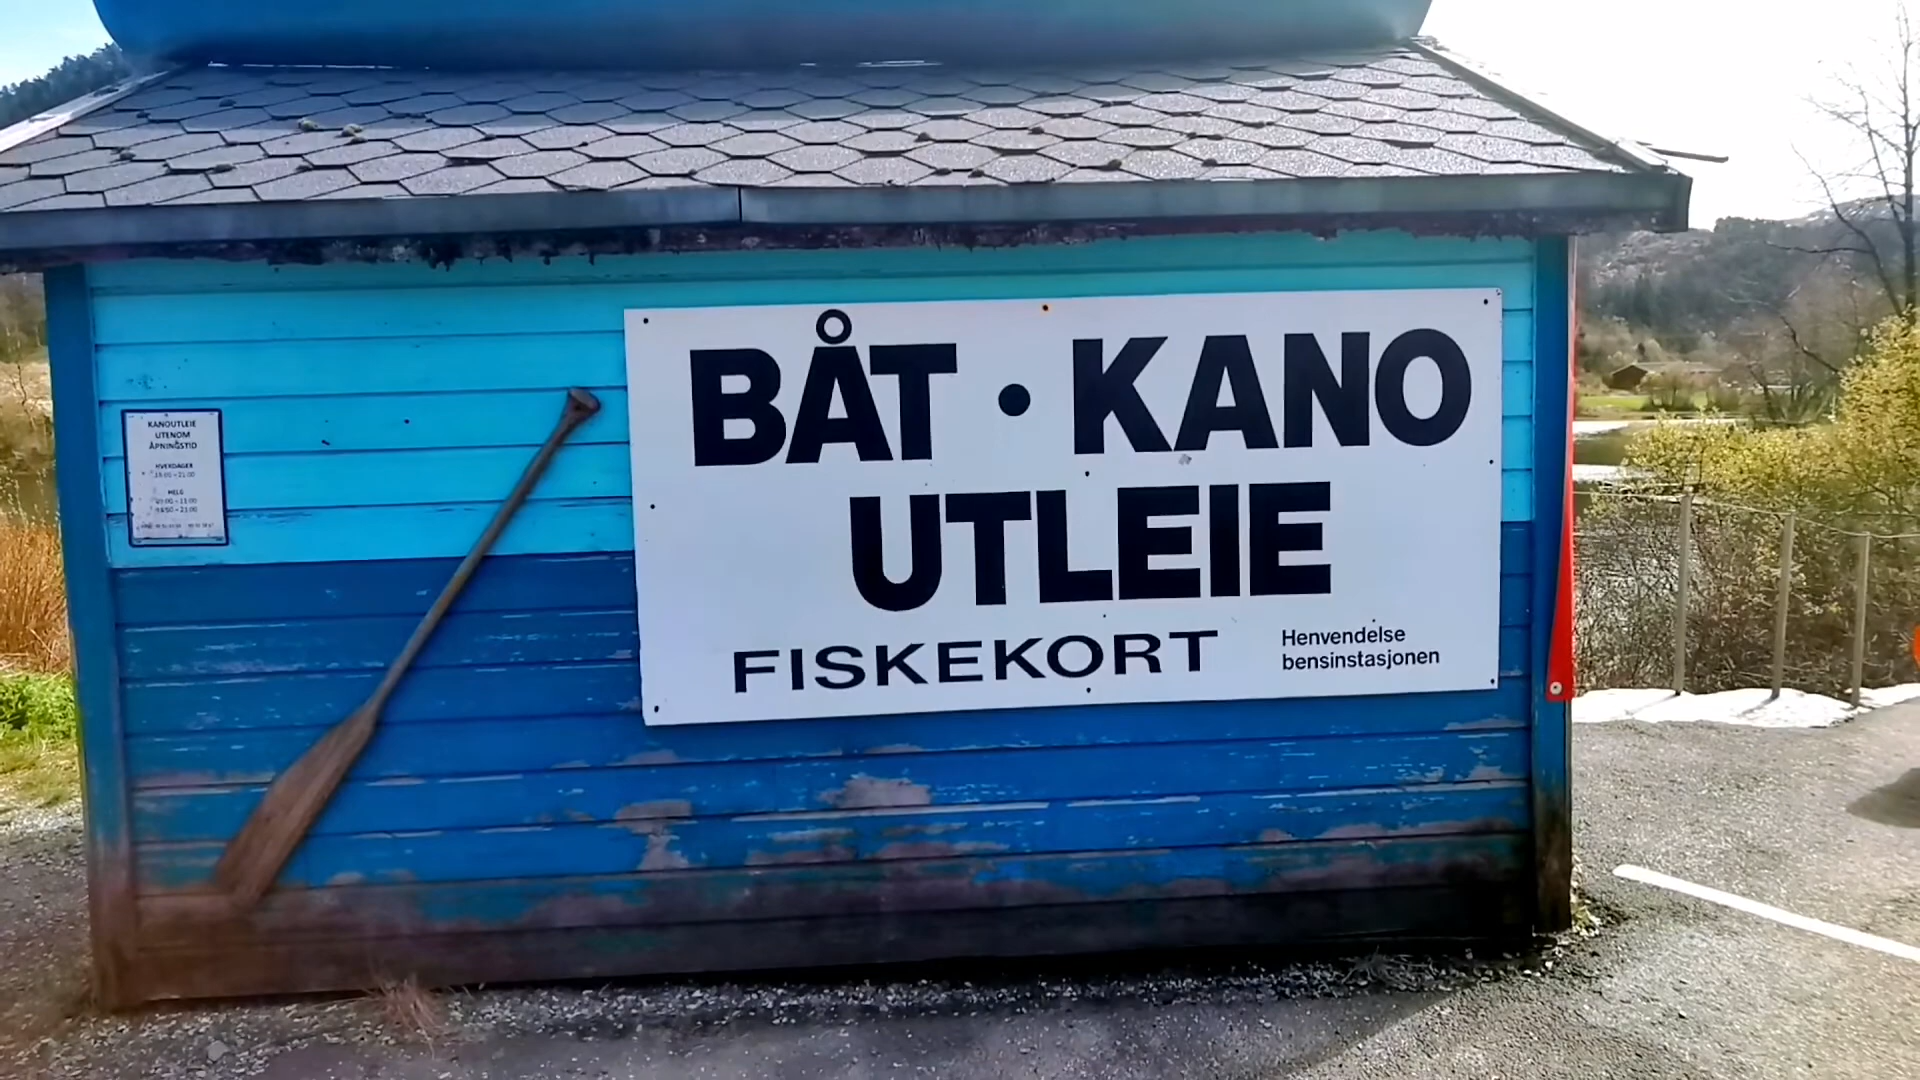 BÅT • KANO
UTLEIE
FISKEKORT
Henvendelse
bensinstasjonen
KANOUTLEIE
UTENOM
ÅPNINGSTID
HVERDAGER
HELG